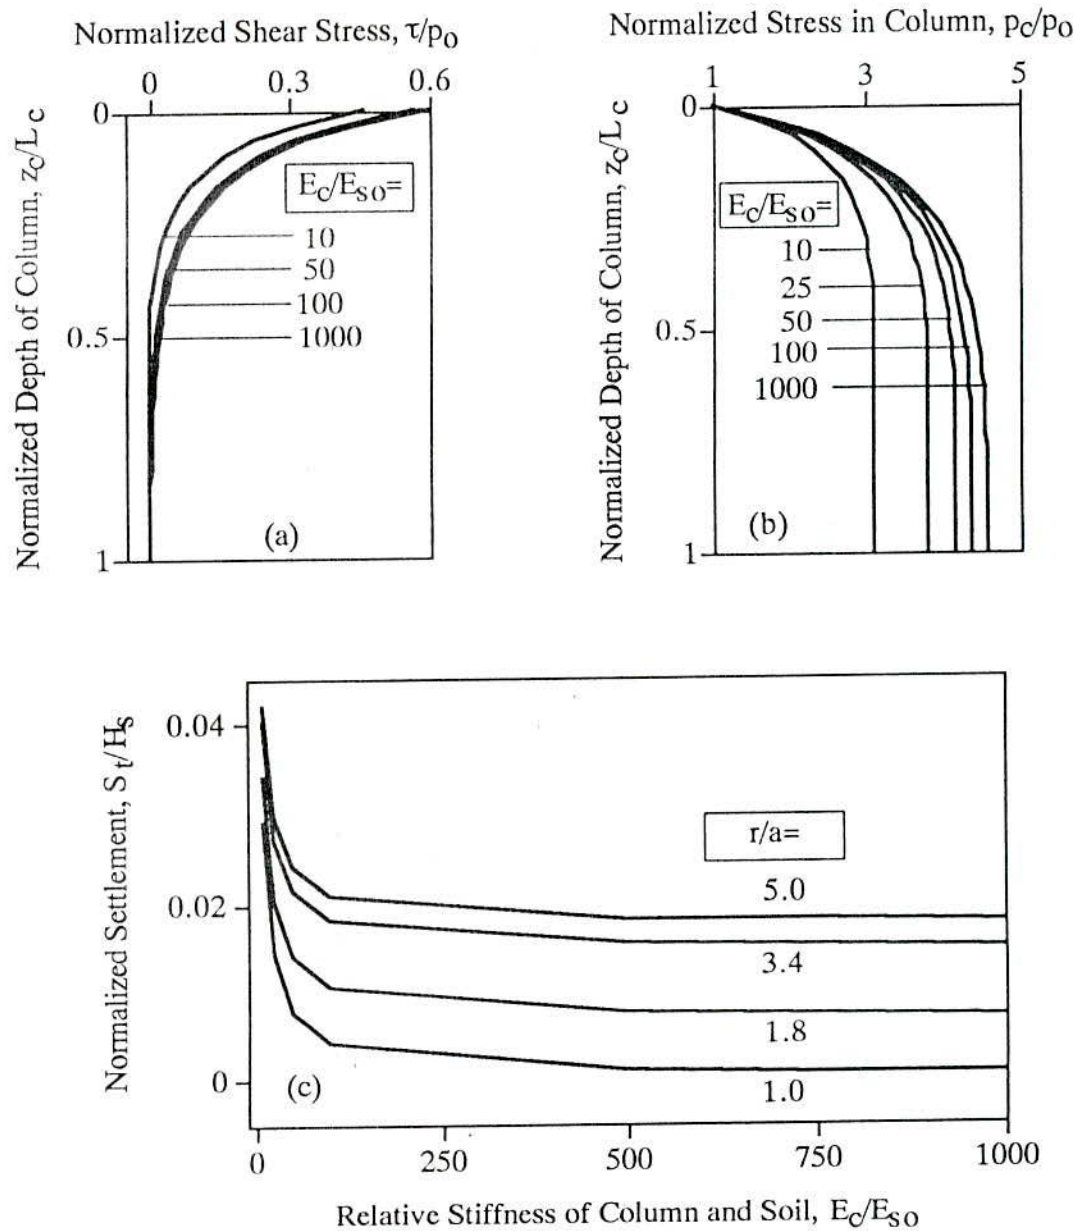 Normalized Shear Stress, τ/po
0 0.3 0.6
Normalized Depth of Column, zc/Lc
0
0.5
1
Ec/Eso=
10
50
100
1000
(a)
Normalized Stress in Column, pc/po
1 3 5
Normalized Depth of Column, zc/Lc
0
0.5
1
Ec/Eso=
10
25
50
100
1000
(b)
Normalized Settlement, St/Hs
0.04
0.02
0
r/a=
5.0
3.4
1.8
1.0
(c)
0 250 500 750 1000
Relative Stiffness of Column and Soil, Ec/Eso